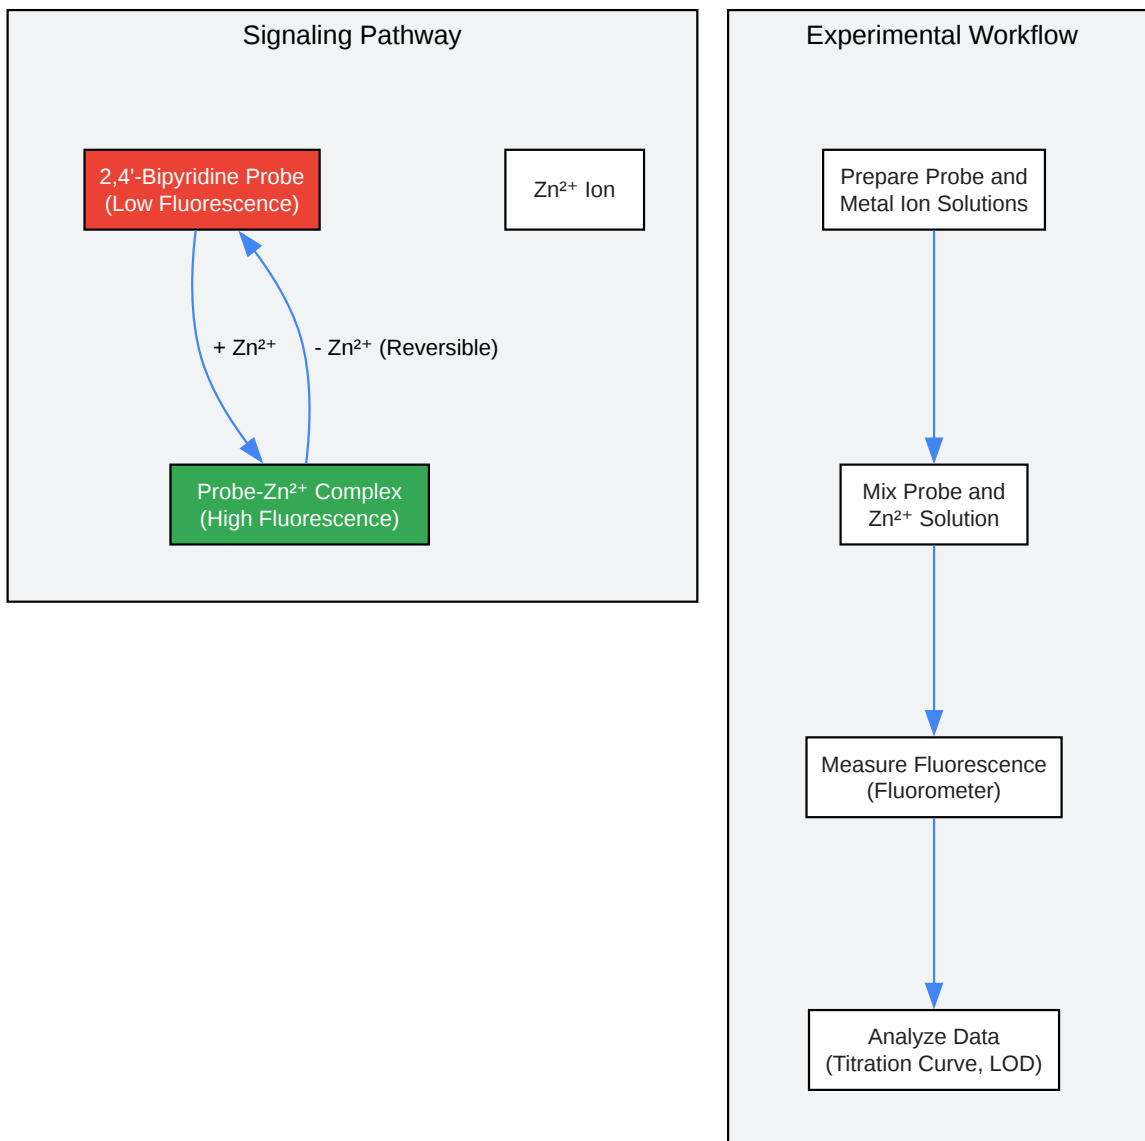 Signaling Pathway
2,4'-Bipyridine Probe
(Low Fluorescence)
Zn²⁺ Ion
+ Zn²⁺
- Zn²⁺ (Reversible)
Probe-Zn²⁺ Complex
(High Fluorescence)
Experimental Workflow
Prepare Probe and
Metal Ion Solutions
Mix Probe and
Zn²⁺ Solution
Measure Fluorescence
(Fluorometer)
Analyze Data
(Titration Curve, LOD)